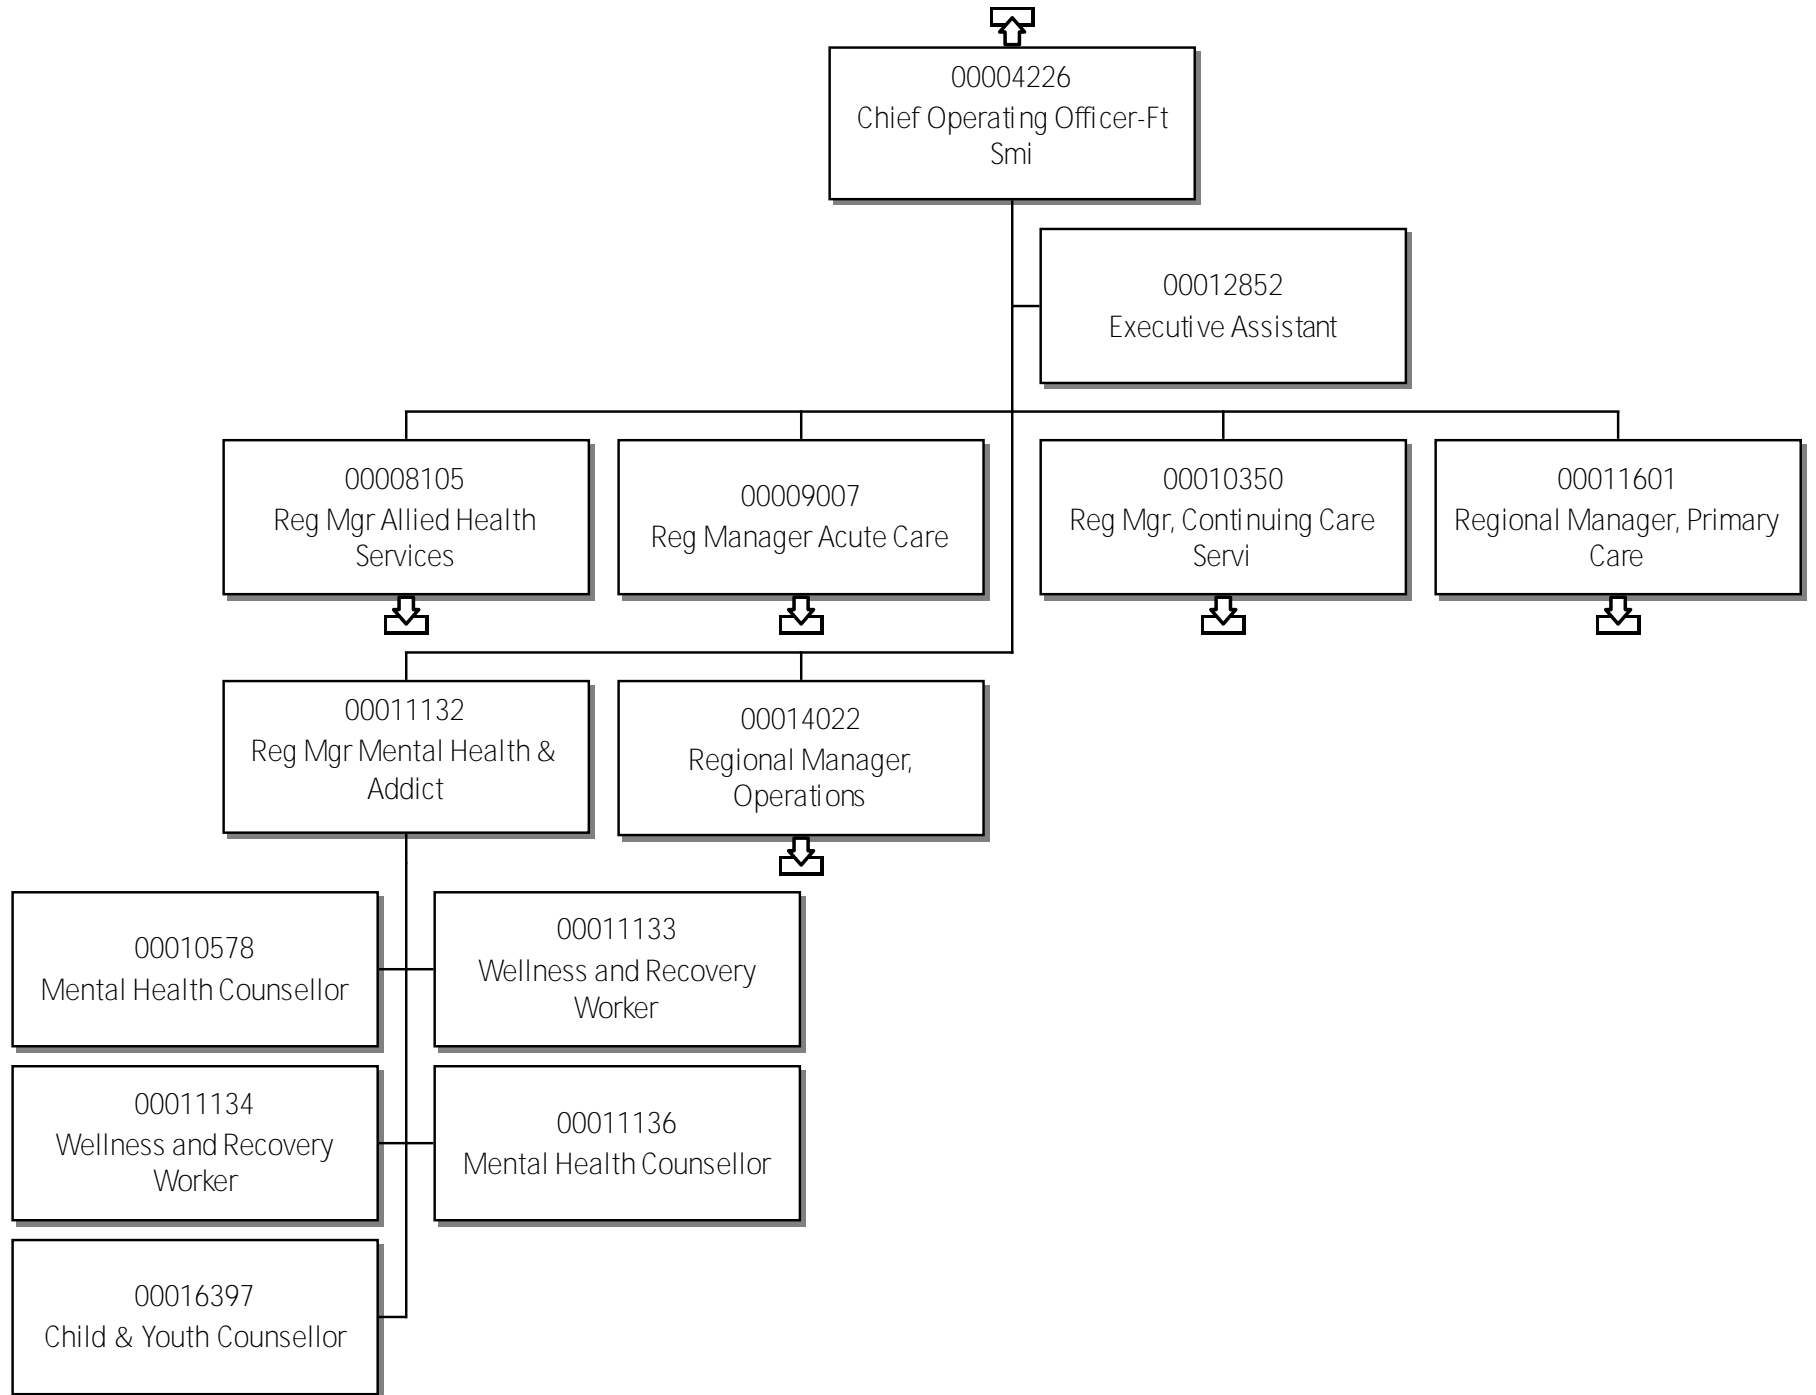 00004226
Chief Operating Officer-Ft
Smi
00012852
Executive Assistant
00008105
Reg Mgr Allied Health
Services
00009007
Reg Manager Acute Care
00010350
Reg Mgr, Continuing Care
Servi
00011601
Regional Manager, Primary
Care
00011132
Reg Mgr Mental Health &
Addict
00014022
Regional Manager,
Operations
00010578
Mental Health Counsellor
00011133
Wellness and Recovery
Worker
00011134
Wellness and Recovery
Worker
00011136
Mental Health Counsellor
00016397
Child & Youth Counsellor